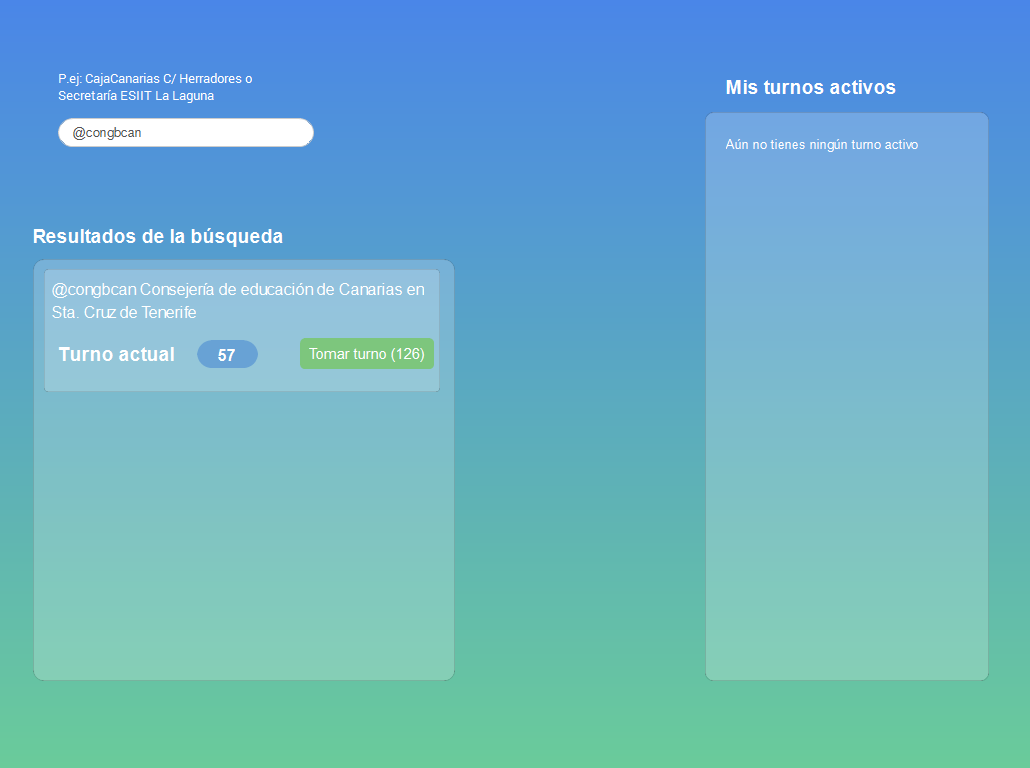 P.ej: CajaCanarias C/ Herradores o
Secretaría ESIIT La Laguna
@congbcan
Mis turnos activos
Aún no tienes ningún turno activo
Resultados de la búsqueda
@congbcan Consejería de educación de Canarias en
Sta. Cruz de Tenerife
Turno actual 57 Tomar turno (126)